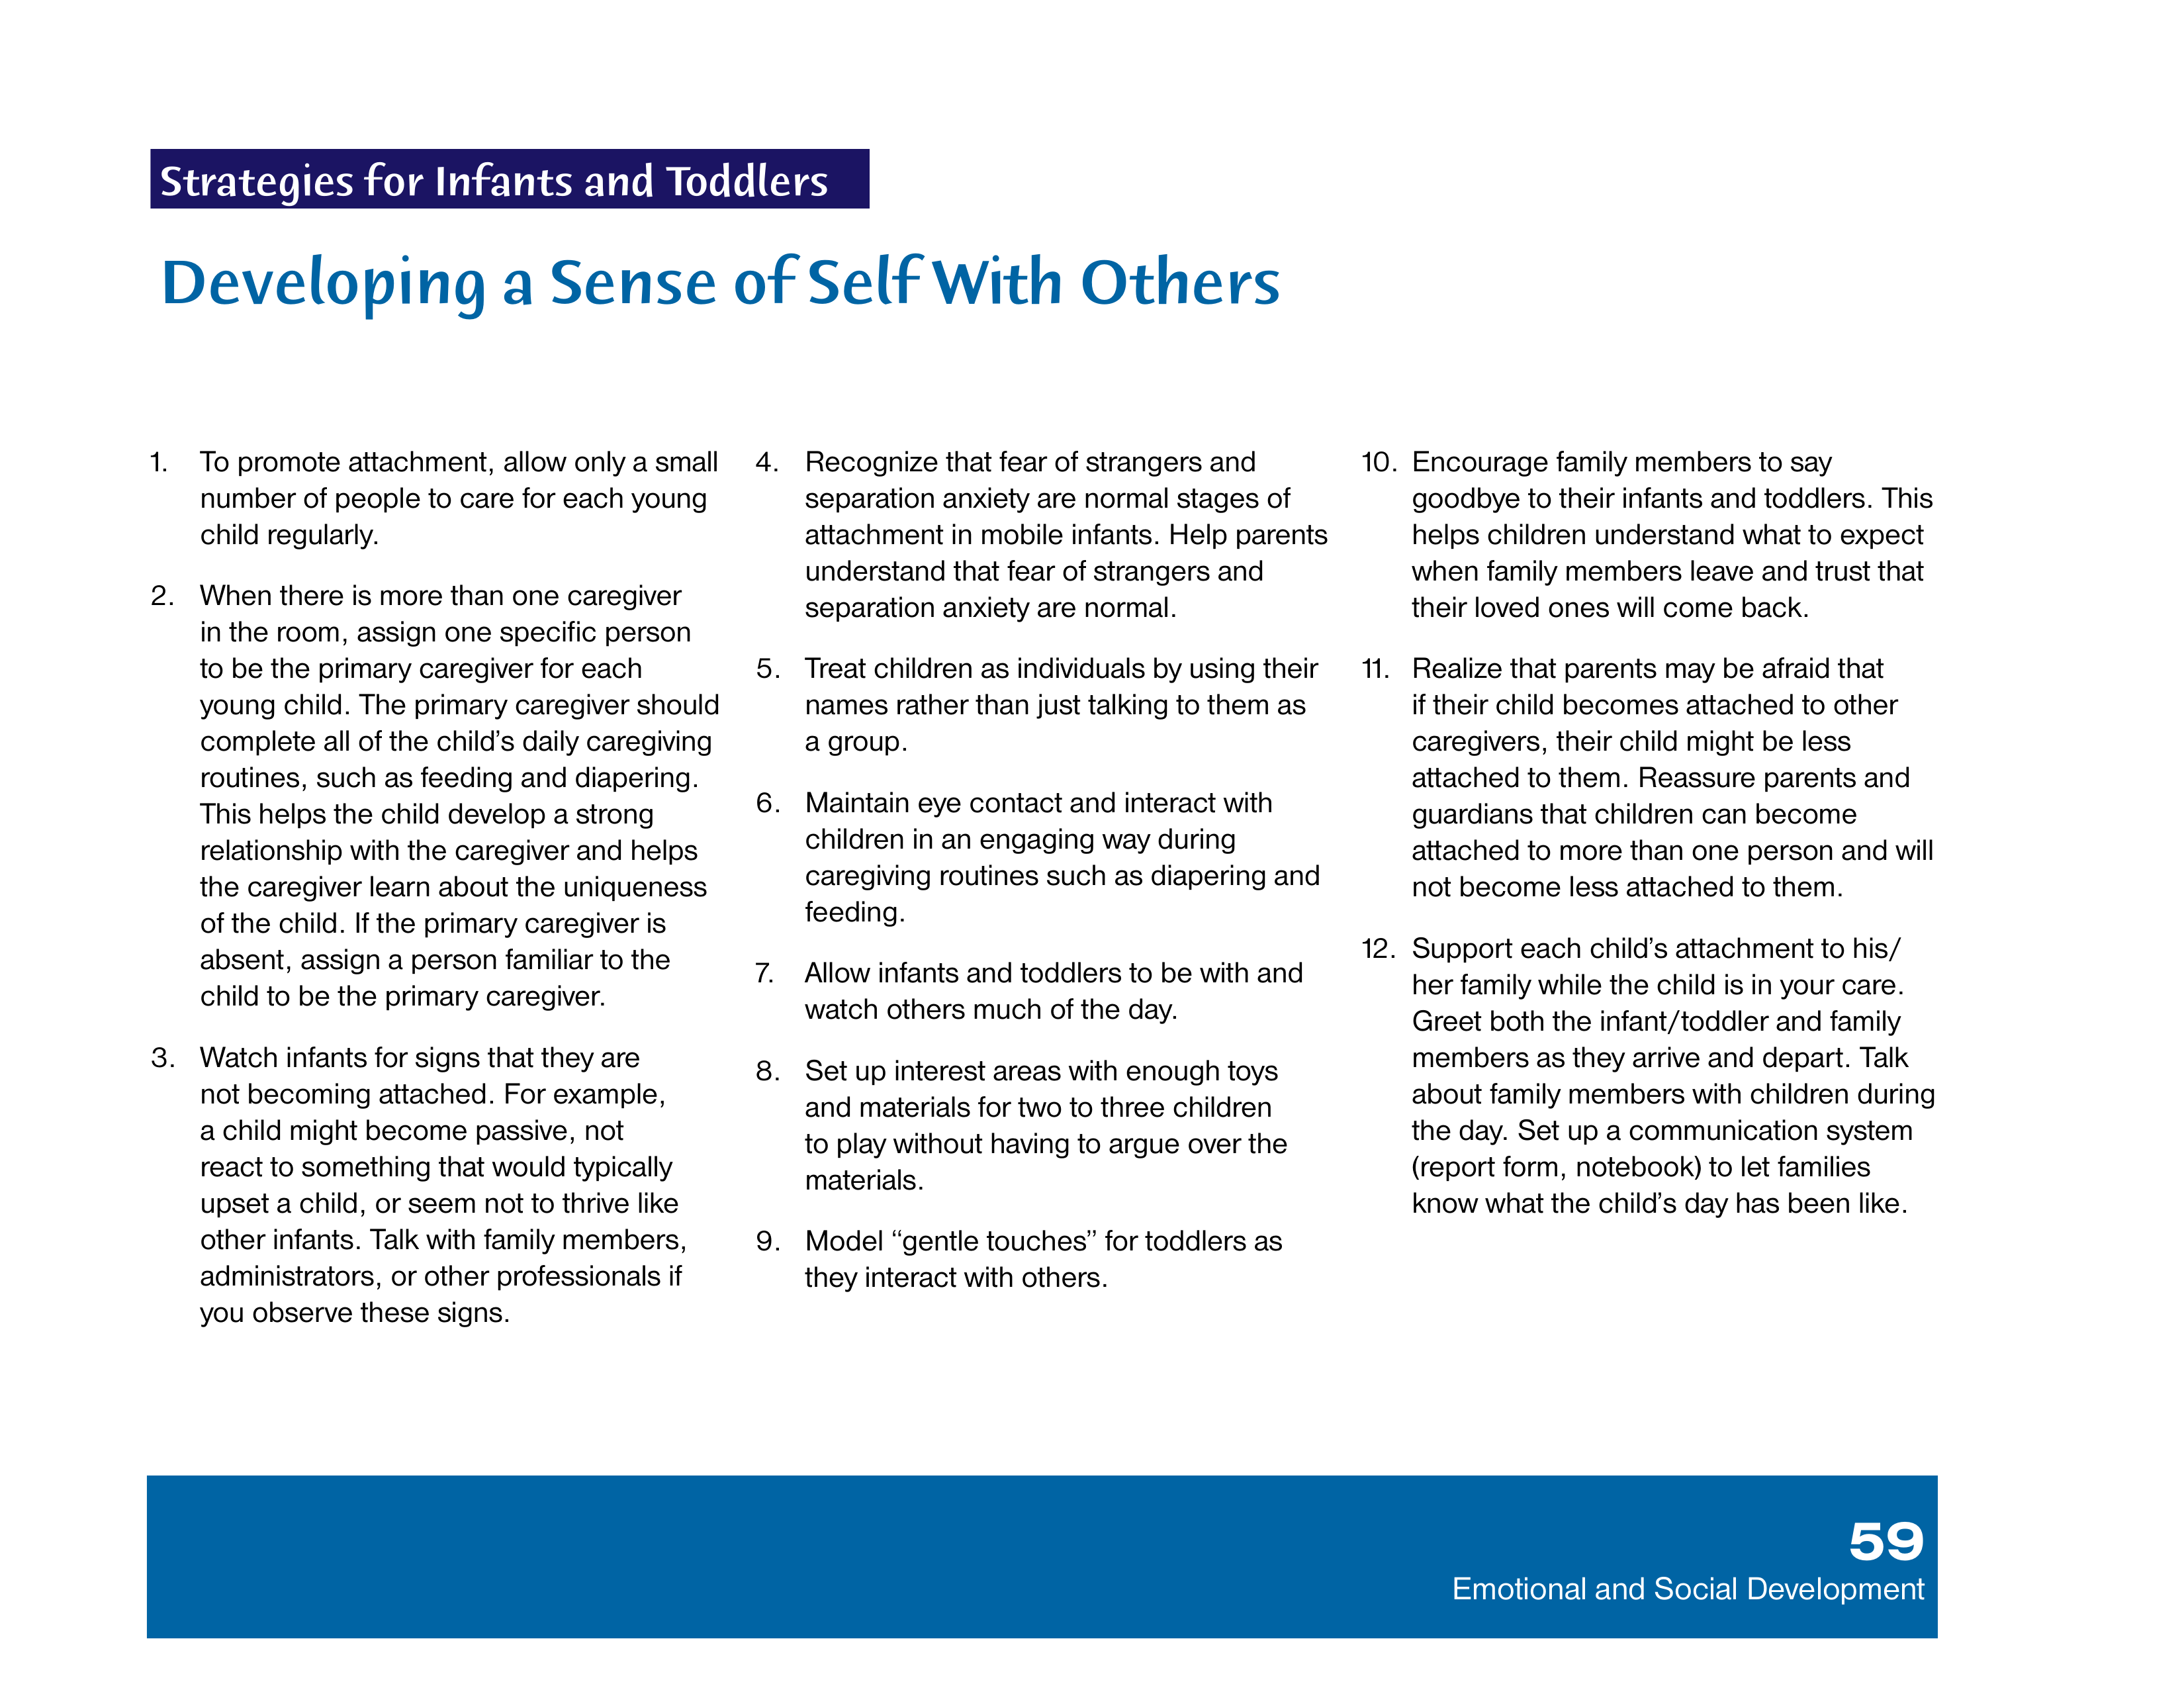 Strategies for Infants and Toddlers
Developing a Sense of Self With Others
1. To promote attachment, allow only a small
number of people to care for each young
child regularly.
2. When there is more than one caregiver
in the room, assign one specific person
to be the primary caregiver for each
young child. The primary caregiver should
complete all of the child’s daily caregiving
routines, such as feeding and diapering.
This helps the child develop a strong
relationship with the caregiver and helps
the caregiver learn about the uniqueness
of the child. If the primary caregiver is
absent, assign a person familiar to the
child to be the primary caregiver.
3. Watch infants for signs that they are
not becoming attached. For example,
a child might become passive, not
react to something that would typically
upset a child, or seem not to thrive like
other infants. Talk with family members,
administrators, or other professionals if
you observe these signs.
4. Recognize that fear of strangers and
separation anxiety are normal stages of
attachment in mobile infants. Help parents
understand that fear of strangers and
separation anxiety are normal.
5. Treat children as individuals by using their
names rather than just talking to them as
a group.
6. Maintain eye contact and interact with
children in an engaging way during
caregiving routines such as diapering and
feeding.
7. Allow infants and toddlers to be with and
watch others much of the day.
8. Set up interest areas with enough toys
and materials for two to three children
to play without having to argue over the
materials.
9. Model “gentle touches” for toddlers as
they interact with others.
10. Encourage family members to say
goodbye to their infants and toddlers. This
helps children understand what to expect
when family members leave and trust that
their loved ones will come back.
11. Realize that parents may be afraid that
if their child becomes attached to other
caregivers, their child might be less
attached to them. Reassure parents and
guardians that children can become
attached to more than one person and will
not become less attached to them.
12. Support each child’s attachment to his/
her family while the child is in your care.
Greet both the infant/toddler and family
members as they arrive and depart. Talk
about family members with children during
the day. Set up a communication system
(report form, notebook) to let families
know what the child’s day has been like.
59
Emotional and Social Development